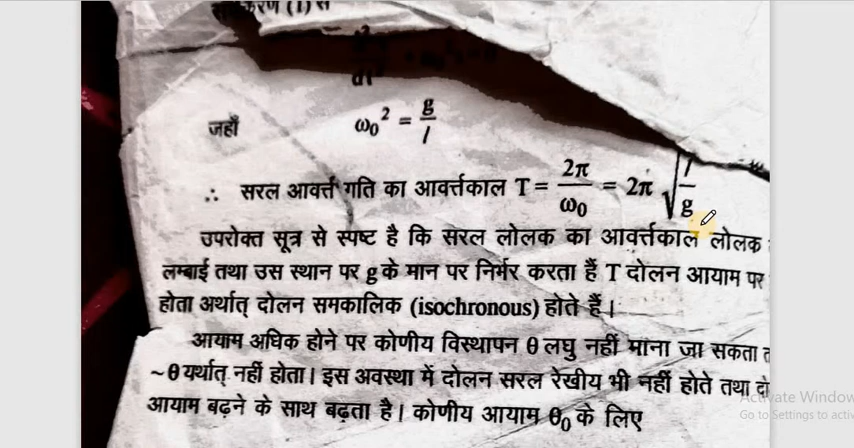 करण (1) से
जहाँ ω₀² = g/l
∴ सरल आवर्त्त गति का आवर्त्तकाल T = 2π/ω₀ = 2π √(l/g)
उपरोक्त सूत्र से स्पष्ट है कि सरल लोलक का आवर्त्तकाल लोलक
लम्बाई तथा उस स्थान पर g के मान पर निर्भर करता हैं T दोलन आयाम पर
होता अर्थात् दोलन समकालिक (isochronous) होते हैं।
आयाम अधिक होने पर कोणीय विस्थापन θ लघु नहीं माना जा सकता
~θ यर्थात् नहीं होता। इस अवस्था में दोलन सरल रेखीय भी नहीं होते तथा
Activate Window
Go to Settings to activ
आयाम बढ़ने के साथ बढ़ता है। कोणीय आयाम θ₀ के लिए